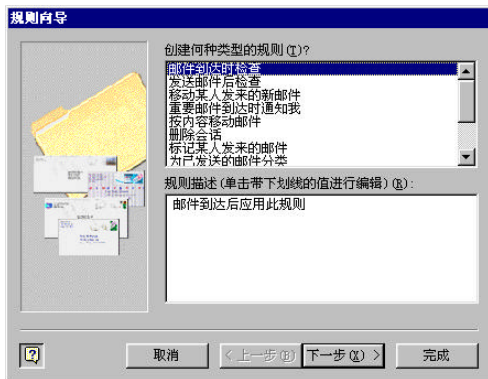 规则向导
创建何种类型的规则(T)?
邮件到达时检查
发送邮件后检查
移动某人发来的新邮件
重要邮件到达时通知我
按内容移动邮件
删除会话
标记某人发来的邮件
为已发送的邮件分类
规则描述(单击带下划线的值进行编辑)(R):
邮件到达后应用此规则
取消 <上一步(B) 下一步(X) > 完成